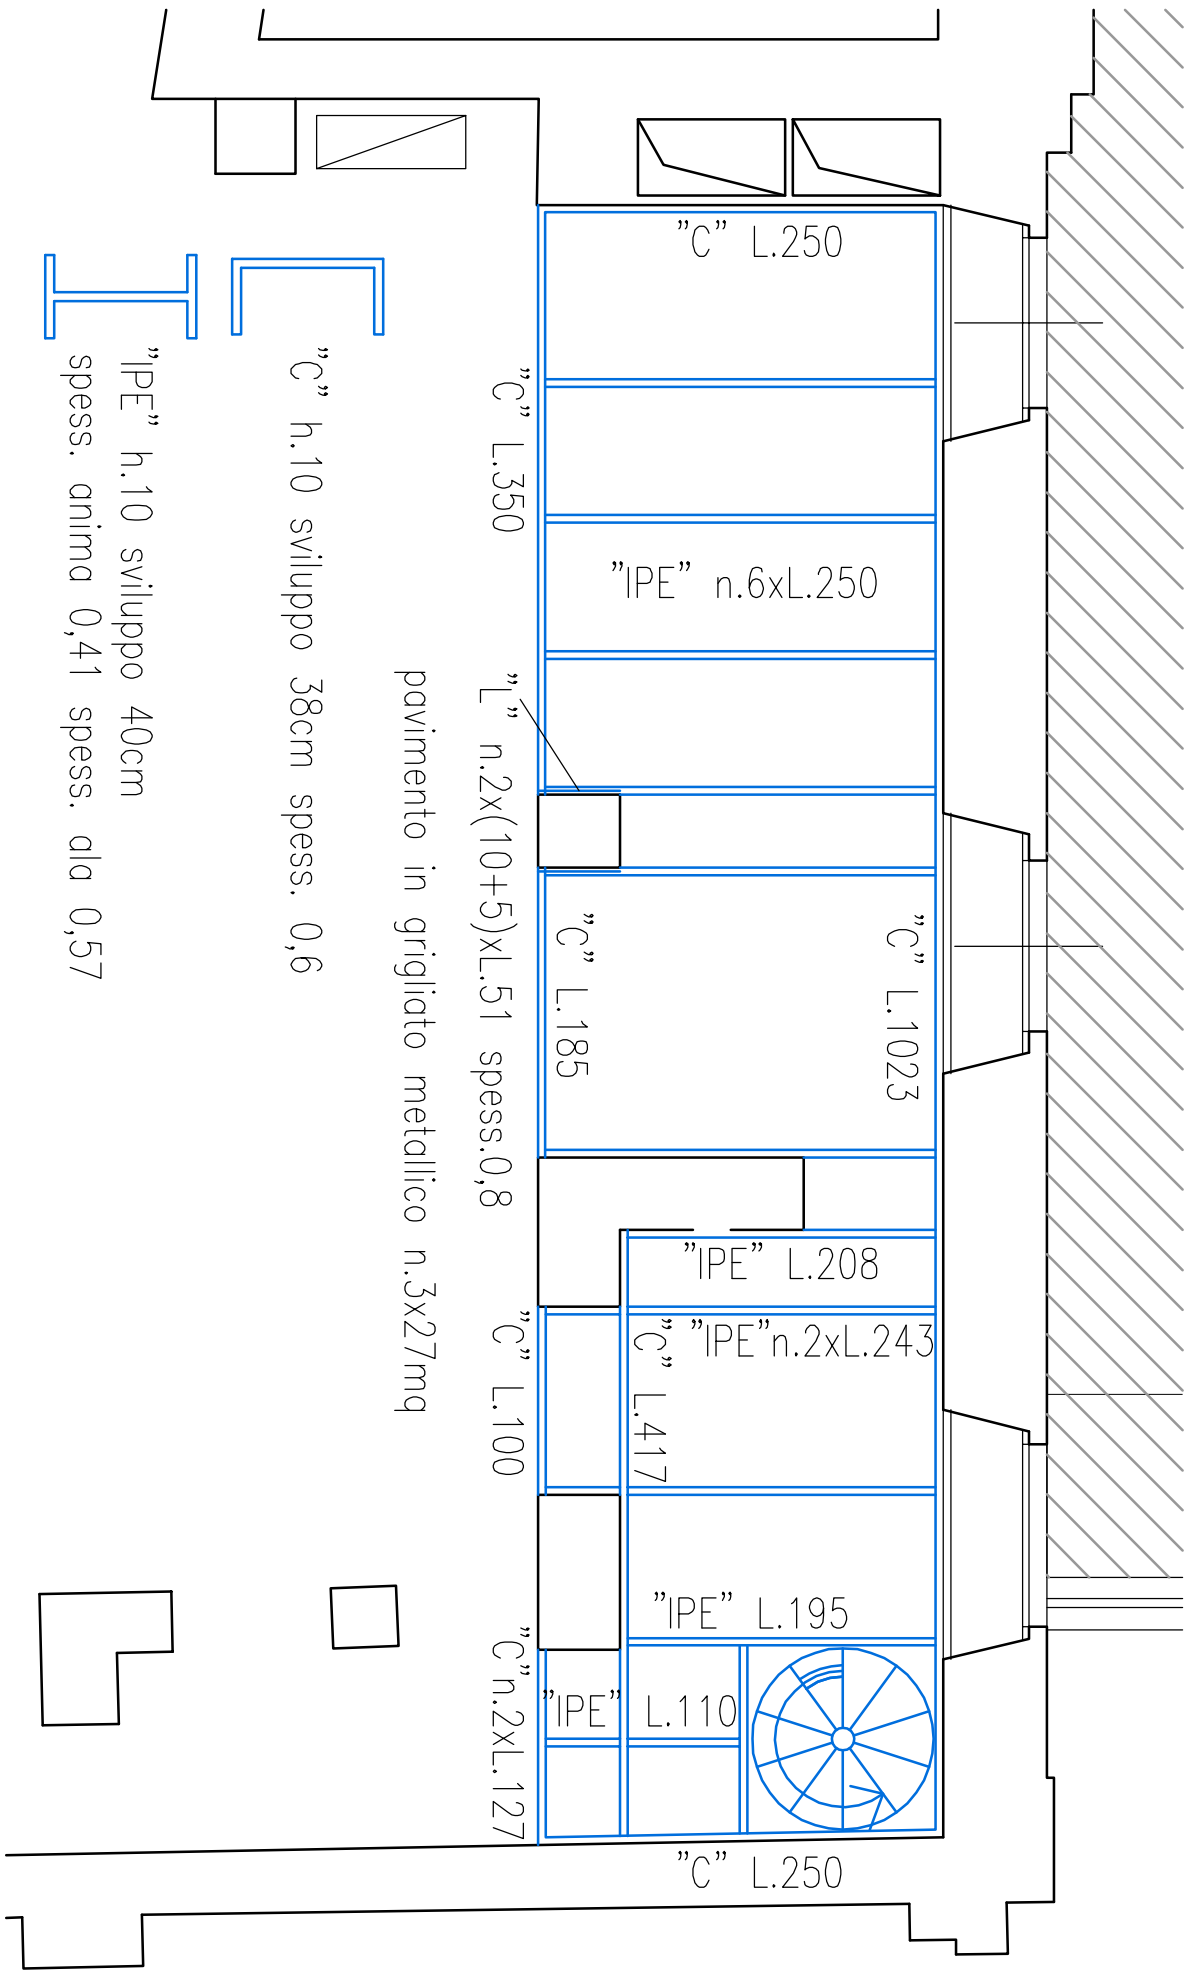 "C" L.250
"C" L.350
"IPE" n.6xL.250
"L" n.2x(10+5)xL.51 spess.0,8
pavimento in grigliato metallico n.3x27mq
"C" h.10 sviluppo 38cm spess. 0,6
"IPE" h.10 sviluppo 40cm
spess. anima 0,41 spess. ala 0,57
"C" L.185
"C" L.1023
"IPE" L.208
"IPE"n.2xL.243
"C" L.417
"C" L.100
"IPE" L.195
"IPE" L.110
"C"n.2xL.127
"C" L.250